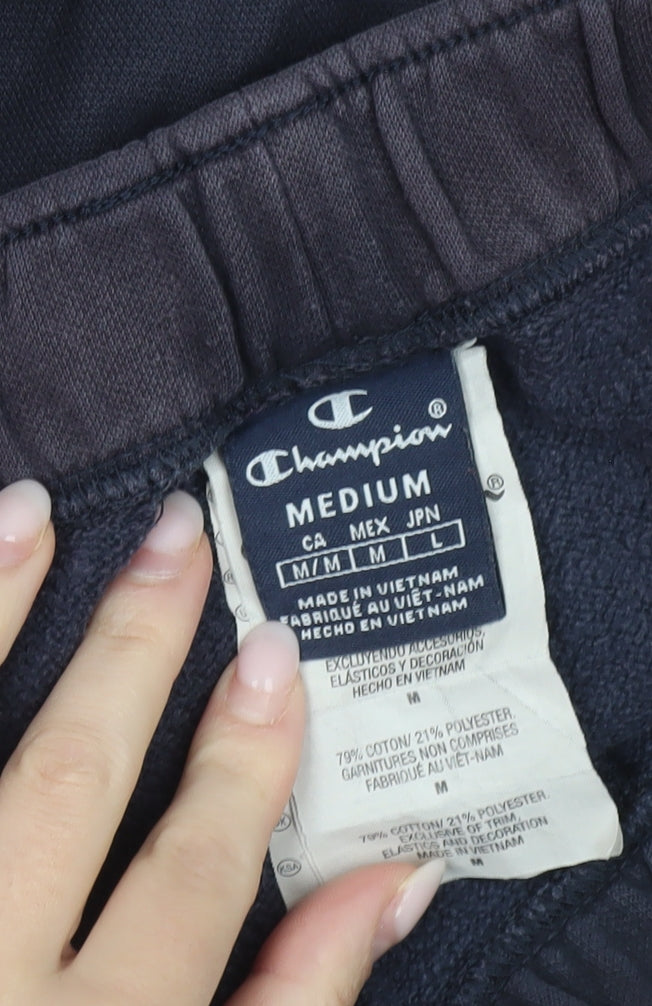 Champion®
MEDIUM
CA MEX JPN
M/M M L
MADE IN VIETNAM
FABRIQUÉ AU VIÊT-NAM
HECHO EN VIETNAM
®
EXCLUYENDO ACCESORIOS,
ELÁSTICOS Y DECORACIÓN
HECHO EN VIETNAM
M
79% COTON/ 21% POLYESTER.
GARNITURES NON COMPRISES
FABRIQUÉ AU VIET-NAM
M
79% COTTON/ 21% POLYESTER.
EXCLUSIVE OF TRIM,
ELASTICS AND DECORATION
MADE IN VIETNAM
M
KSA